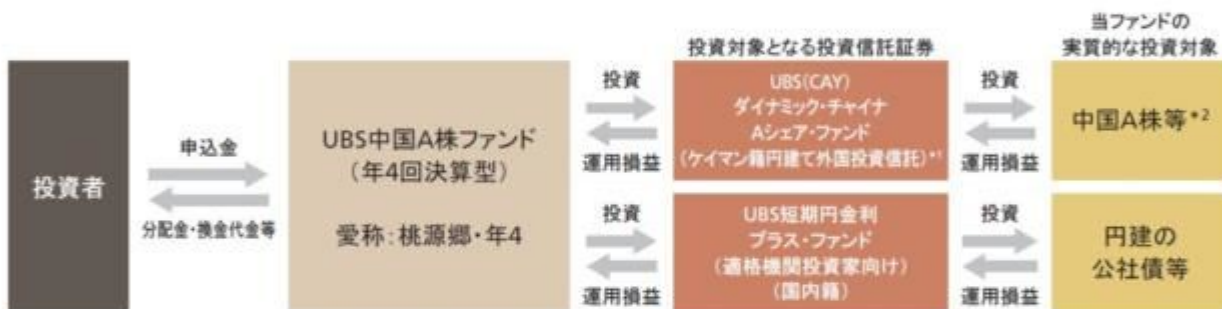 投資者
申込金
分配金・換金代金等
UBS中国A株ファンド
(年4回決算型)
愛称:桃源郷・年4
投資
運用損益
投資
運用損益
投資対象となる投資信託証券
UBS(CAY)
ダイナミック・チャイナ
Aシェア・ファンド
(ケイマン籍円建て外国投資信託)*1
UBS短期円金利
プラス・ファンド
(適格機関投資家向け)
(国内籍)
投資
運用損益
投資
運用損益
当ファンドの
実質的な投資対象
中国A株等*2
円建の
公社債等